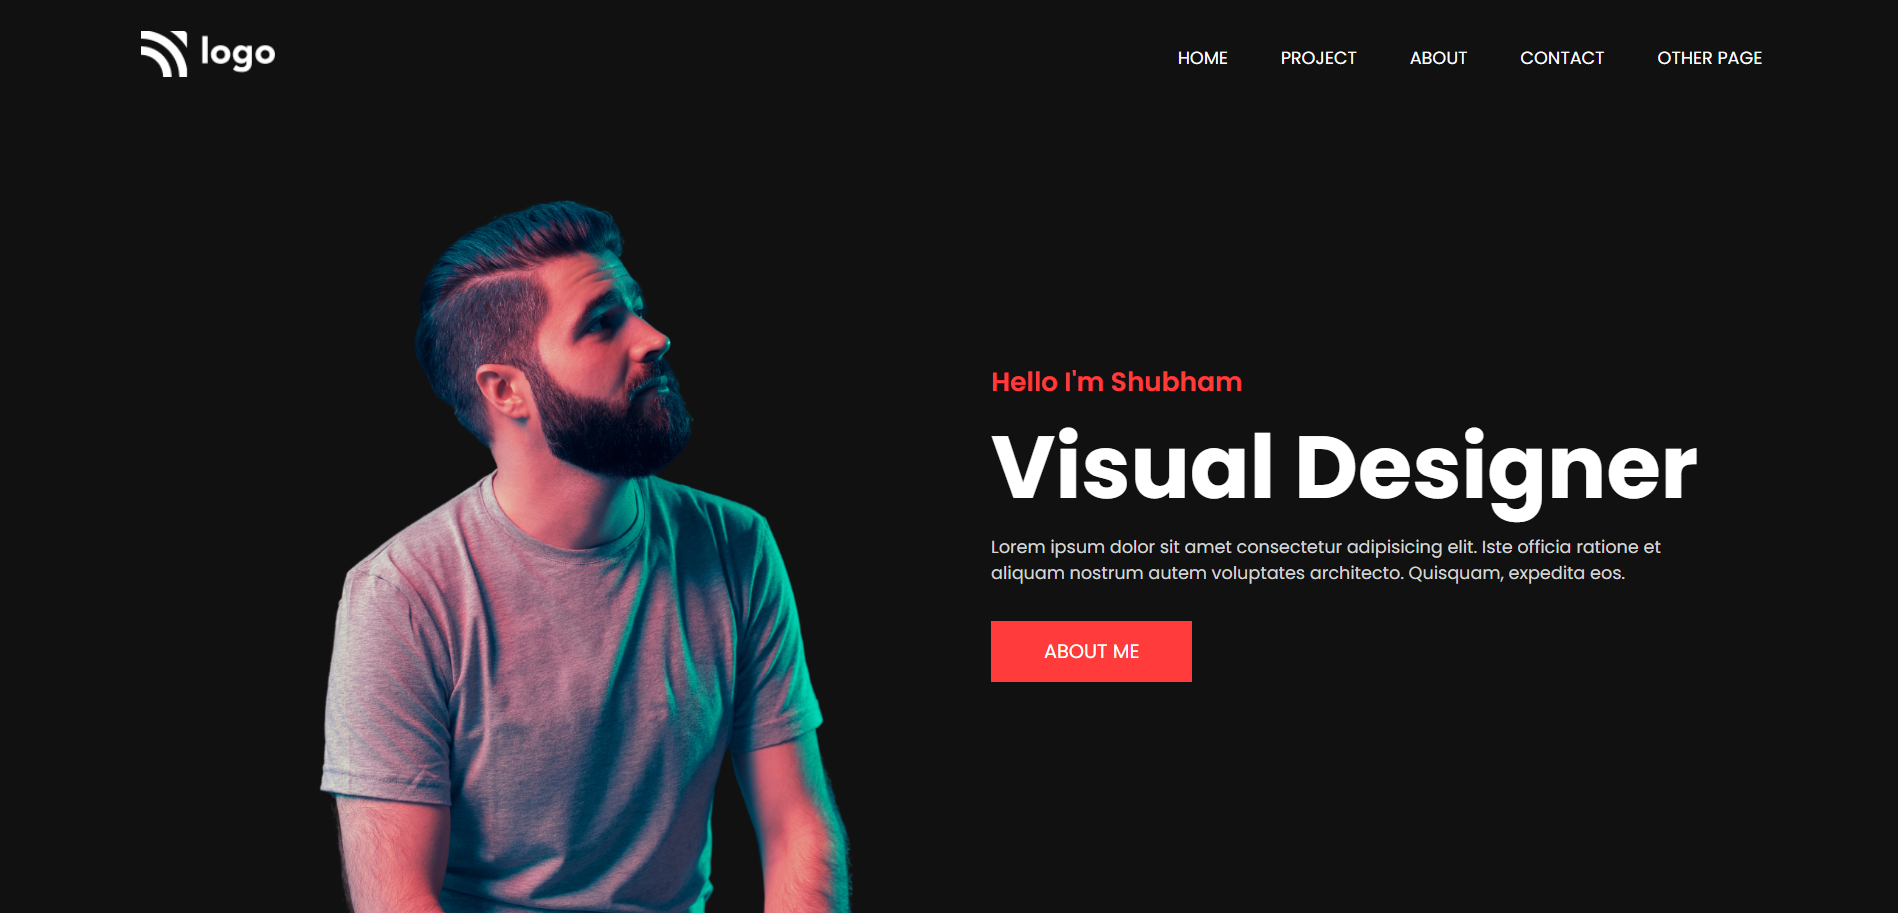 logo
HOME PROJECT ABOUT CONTACT OTHER PAGE
Hello I'm Shubham
Visual Designer
Lorem ipsum dolor sit amet consectetur adipisicing elit. Iste officia ratione et
aliquam nostrum autem voluptates architecto. Quisquam, expedita eos.
ABOUT ME